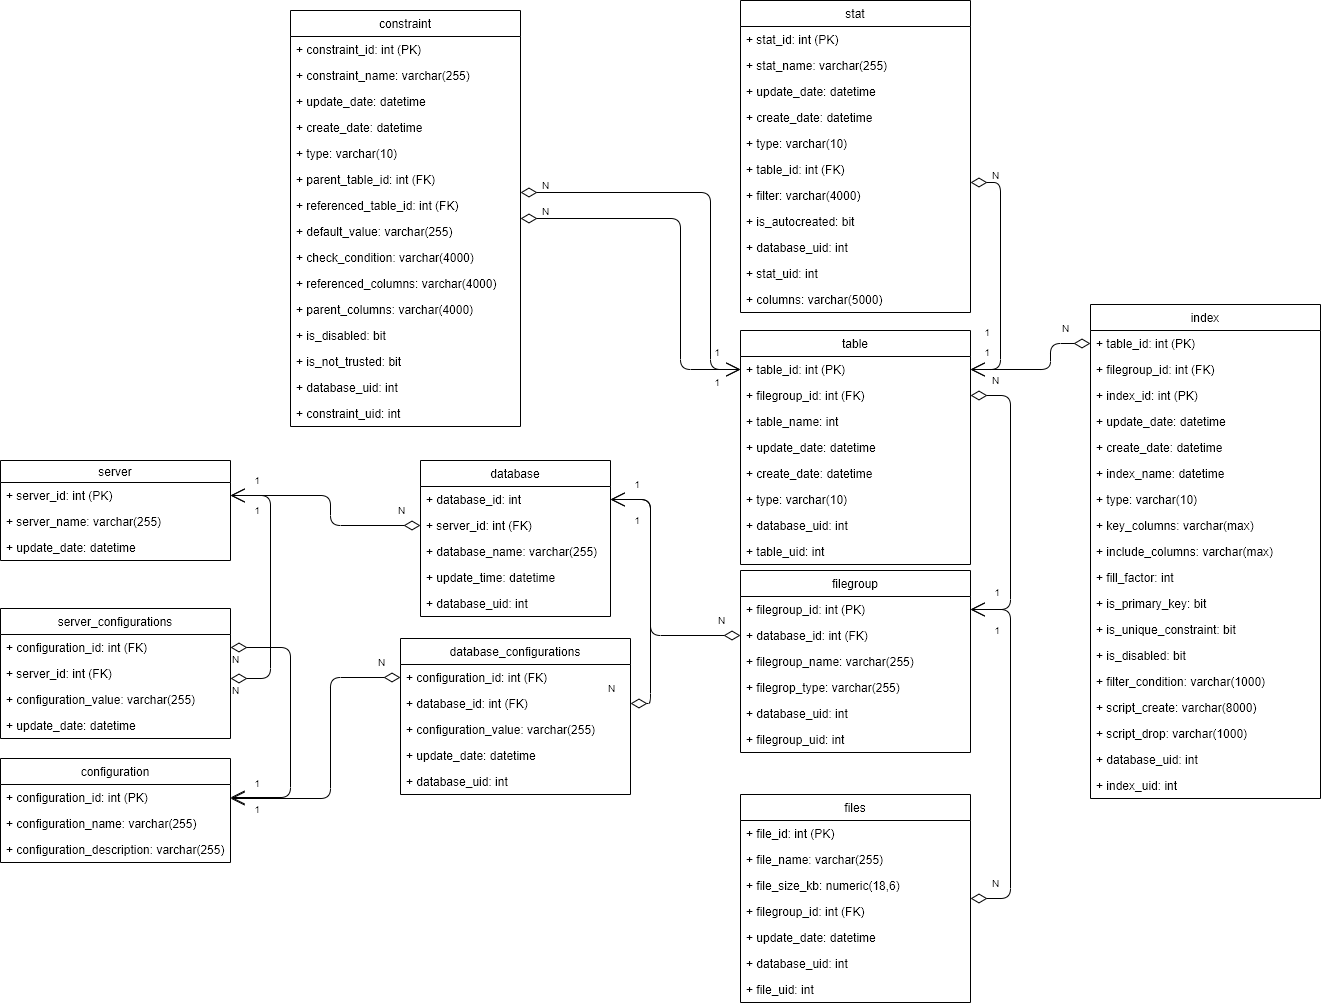 constraint
+ constraint_id: int (PK)
+ constraint_name: varchar(255)
+ update_date: datetime
+ create_date: datetime
+ type: varchar(10)
+ parent_table_id: int (FK)
+ referenced_table_id: int (FK)
+ default_value: varchar(255)
+ check_condition: varchar(4000)
+ referenced_columns: varchar(4000)
+ parent_columns: varchar(4000)
+ is_disabled: bit
+ is_not_trusted: bit
+ database_uid: int
+ constraint_uid: int
N
N
1
1
stat
+ stat_id: int (PK)
+ stat_name: varchar(255)
+ update_date: datetime
+ create_date: datetime
+ type: varchar(10)
+ table_id: int (FK)
+ filter: varchar(4000)
+ is_autocreated: bit
+ database_uid: int
+ stat_uid: int
+ columns: varchar(5000)
N
1
1
N
table
+ table_id: int (PK)
+ filegroup_id: int (FK)
+ table_name: int
+ update_date: datetime
+ create_date: datetime
+ type: varchar(10)
+ database_uid: int
+ table_uid: int
N
index
+ table_id: int (PK)
+ filegroup_id: int (FK)
+ index_id: int (PK)
+ update_date: datetime
+ create_date: datetime
+ index_name: datetime
+ type: varchar(10)
+ key_columns: varchar(max)
+ include_columns: varchar(max)
+ fill_factor: int
+ is_primary_key: bit
+ is_unique_constraint: bit
+ is_disabled: bit
+ filter_condition: varchar(1000)
+ script_create: varchar(8000)
+ script_drop: varchar(1000)
+ database_uid: int
+ index_uid: int
server
+ server_id: int (PK)
+ server_name: varchar(255)
+ update_date: datetime
1
1
N
database
+ database_id: int
+ server_id: int (FK)
+ database_name: varchar(255)
+ update_time: datetime
+ database_uid: int
1
1
N
filegroup
+ filegroup_id: int (PK)
+ database_id: int (FK)
+ filegroup_name: varchar(255)
+ filegrop_type: varchar(255)
+ database_uid: int
+ filegroup_uid: int
1
1
server_configurations
+ configuration_id: int (FK)
+ server_id: int (FK)
+ configuration_value: varchar(255)
+ update_date: datetime
N
N
database_configurations
+ configuration_id: int (FK)
+ database_id: int (FK)
+ configuration_value: varchar(255)
+ update_date: datetime
+ database_uid: int
N
N
configuration
+ configuration_id: int (PK)
+ configuration_name: varchar(255)
+ configuration_description: varchar(255)
1
1
files
+ file_id: int (PK)
+ file_name: varchar(255)
+ file_size_kb: numeric(18,6)
+ filegroup_id: int (FK)
+ update_date: datetime
+ database_uid: int
+ file_uid: int
N